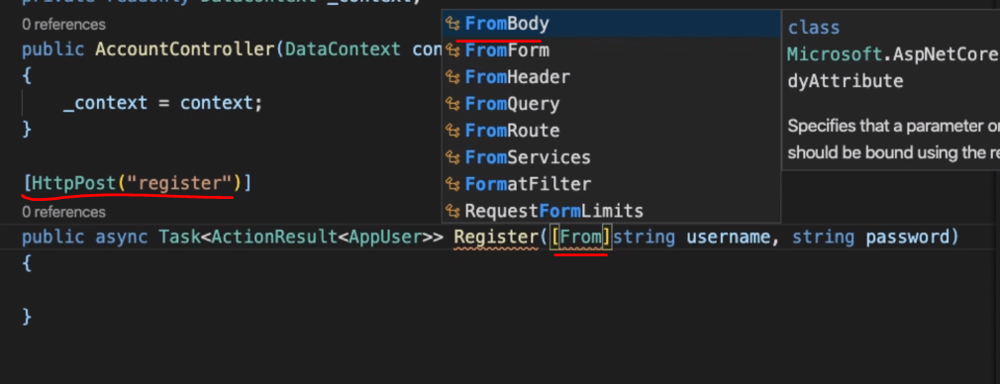 private readonly DataContext _context;
0 references
public AccountController(DataContext con
{
_context = context;
}
[HttpPost("register")]
0 references
public async Task<ActionResult<AppUser>> Register([From]string username, string password)
{
}
FromBody
FromForm
FromHeader
FromQuery
FromRoute
FromServices
FormatFilter
RequestFormLimits
class
Microsoft.AspNetCore
dyAttribute
Specifies that a parameter o
should be bound using the re